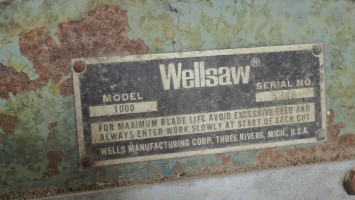 Wellsaw®
MODEL SERIAL NO.
1000
FOR MAXIMUM BLADE LIFE AVOID EXCESSIVE FEED AND
ALWAYS ENTER WORK SLOWLY AT START OF EACH CUT
WELLS MANUFACTURING CORP. THREE RIVERS, MICH., U.S.A.